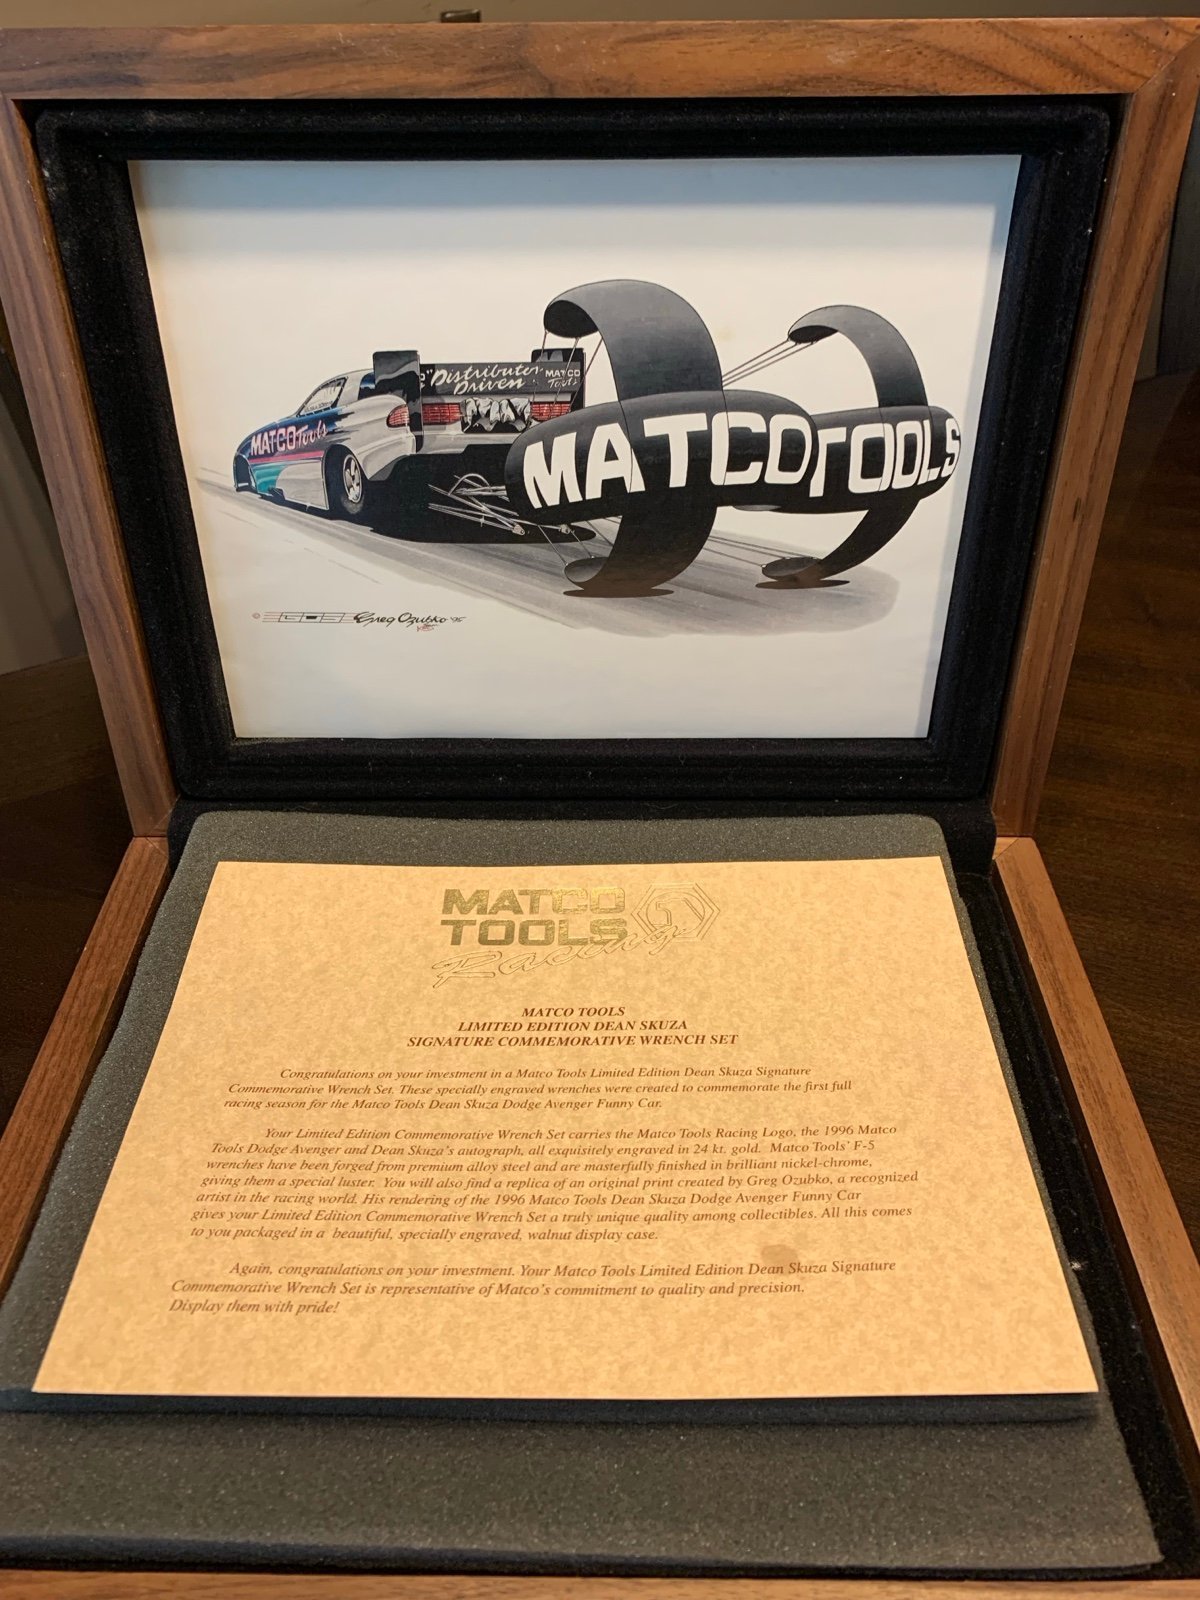 "Distributor
Driven
MATCO
Tools
MATCO Tools
MATCO TOOLS
© EGOS Greg Ozubko '95
MATCO
TOOLS
Racing
MATCO TOOLS
LIMITED EDITION DEAN SKUZA
SIGNATURE COMMEMORATIVE WRENCH SET
Congratulations on your investment in a Matco Tools Limited Edition Dean Skuza Signature
Commemorative Wrench Set. These specially engraved wrenches were created to commemorate the first full
racing season for the Matco Tools Dean Skuza Dodge Avenger Funny Car.
Your Limited Edition Commemorative Wrench Set carries the Matco Tools Racing Logo, the 1996 Matco
Tools Dodge Avenger and Dean Skuza's autograph, all exquisitely engraved in 24 kt. gold. Matco Tools' F-5
wrenches have been forged from premium alloy steel and are masterfully finished in brilliant nickel-chrome,
giving them a special luster. You will also find a replica of an original print created by Greg Ozubko, a recognized
artist in the racing world. His rendering of the 1996 Matco Tools Dean Skuza Dodge Avenger Funny Car
gives your Limited Edition Commemorative Wrench Set a truly unique quality among collectibles. All this comes
to you packaged in a beautiful, specially engraved, walnut display case.
Again, congratulations on your investment. Your Matco Tools Limited Edition Dean Skuza Signature
Commemorative Wrench Set is representative of Matco's commitment to quality and precision.
Display them with pride!